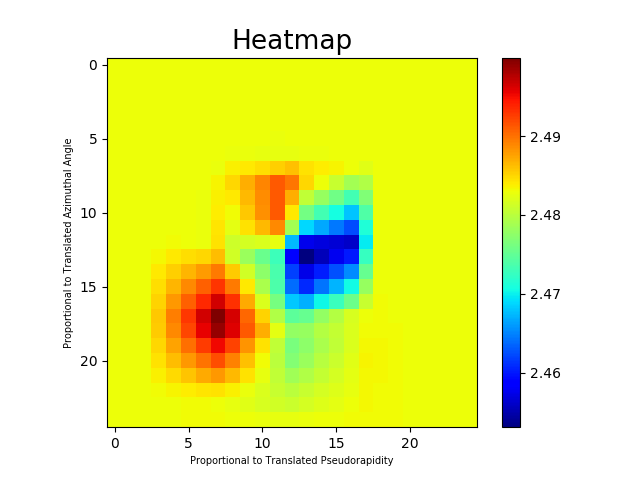 Heatmap
Proportional to Translated Azimuthal Angle
0
5
10
15
20
0 5 10 15 20
Proportional to Translated Pseudorapidity
2.49
2.48
2.47
2.46